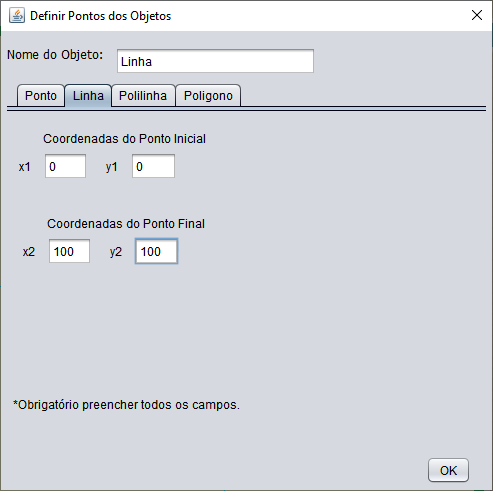 Definir Pontos dos Objetos
Nome do Objeto: Linha
Ponto Linha Polilinha Poligono
Coordenadas do Ponto Inicial
x1 0 y1 0
Coordenadas do Ponto Final
x2 100 y2 100
*Obrigatório preencher todos os campos.
OK